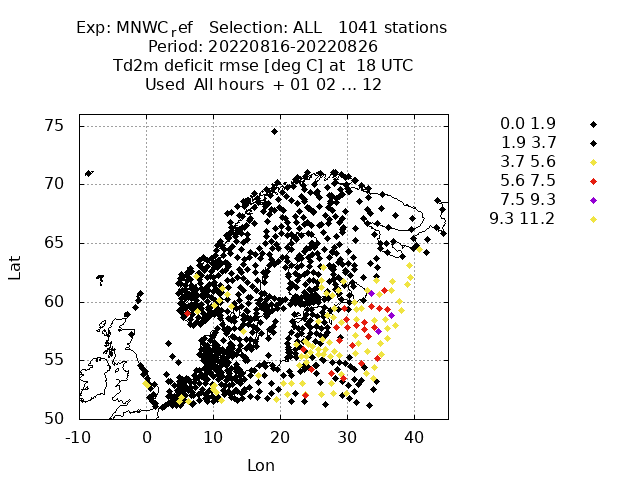 Exp: MNWCref   Selection: ALL   1041 stations
Period: 20220816-20220826
Td2m deficit rmse [deg C] at  18 UTC
Used  All hours  + 01 02 ... 12
75
70
65
60
55
50
-10 0 10 20 30 40
Lat
Lon
0.0 1.9
1.9 3.7
3.7 5.6
5.6 7.5
7.5 9.3
9.3 11.2